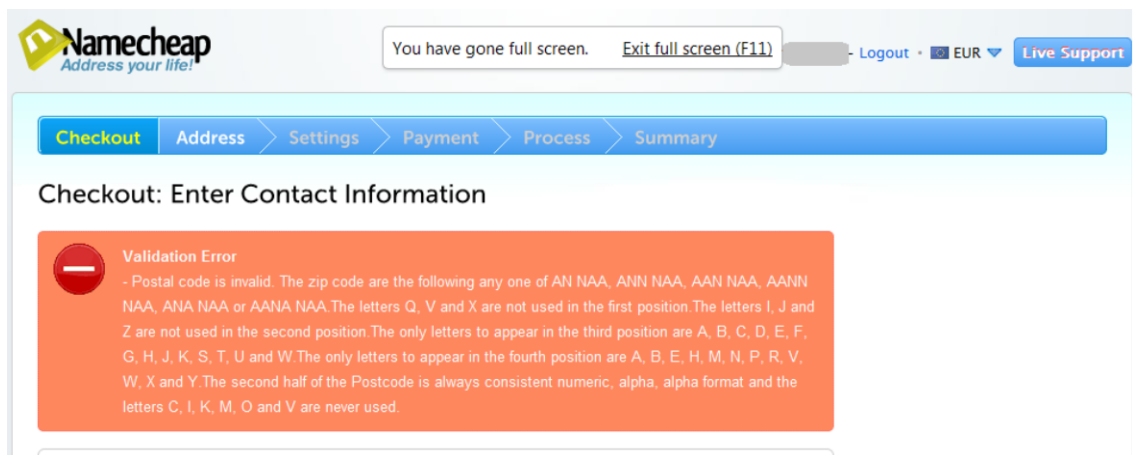 Namecheap
Address your life!
You have gone full screen. Exit full screen (F11)
- Logout • EUR Live Support
Checkout Address Settings Payment Process Summary
Checkout: Enter Contact Information
Validation Error
- Postal code is invalid. The zip code are the following any one of AN NAA, ANN NAA, AAN NAA, AANN
NAA, ANA NAA or AANA NAA.The letters Q, V and X are not used in the first position.The letters I, J and
Z are not used in the second position.The only letters to appear in the third position are A, B, C, D, E, F,
G, H, J, K, S, T, U and W.The only letters to appear in the fourth position are A, B, E, H, M, N, P, R, V,
W, X and Y.The second half of the Postcode is always consistent numeric, alpha, alpha format and the
letters C, I, K, M, O and V are never used.